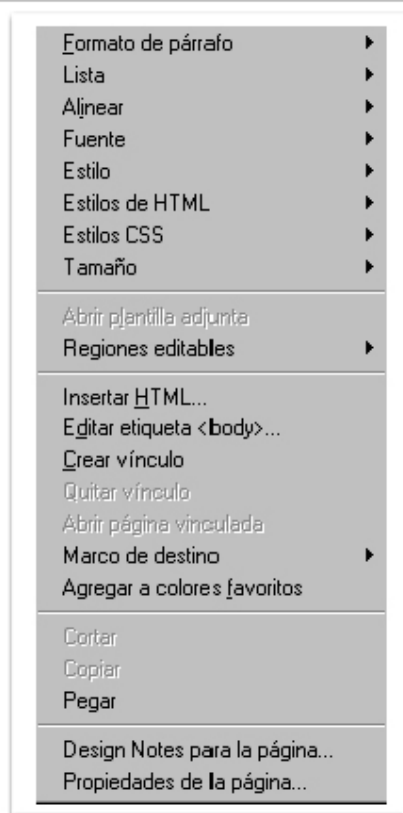 Formato de párrafo
Lista
Alinear
Fuente
Estilo
Estilos de HTML
Estilos CSS
Tamaño
Abrir plantilla adjunta
Regiones editables
Insertar HTML...
Editar etiqueta <body>...
Crear vínculo
Quitar vínculo
Abrir página vinculada
Marco de destino
Agregar a colores favoritos
Cortar
Copiar
Pegar
Design Notes para la página...
Propiedades de la página...